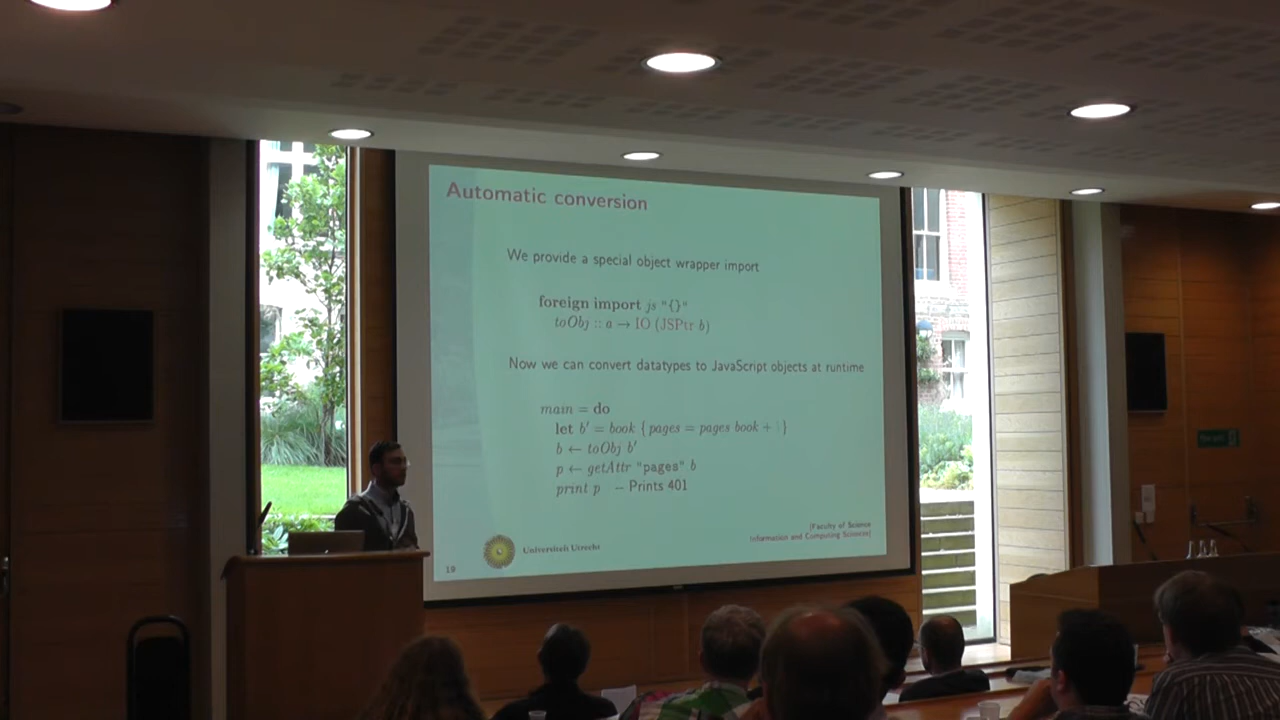 Automatic conversion
We provide a special object wrapper import
foreign import js "{}"
toObj :: a → IO (JSPtr b)
Now we can convert datatypes to JavaScript objects at runtime
main = do
let b′ = book { pages = pages book + }
b ← toObj b′
p ← getAttr "pages" b
print p -- Prints 401
[Faculty of Science
Information and Computing Sciences]
Universiteit Utrecht
19